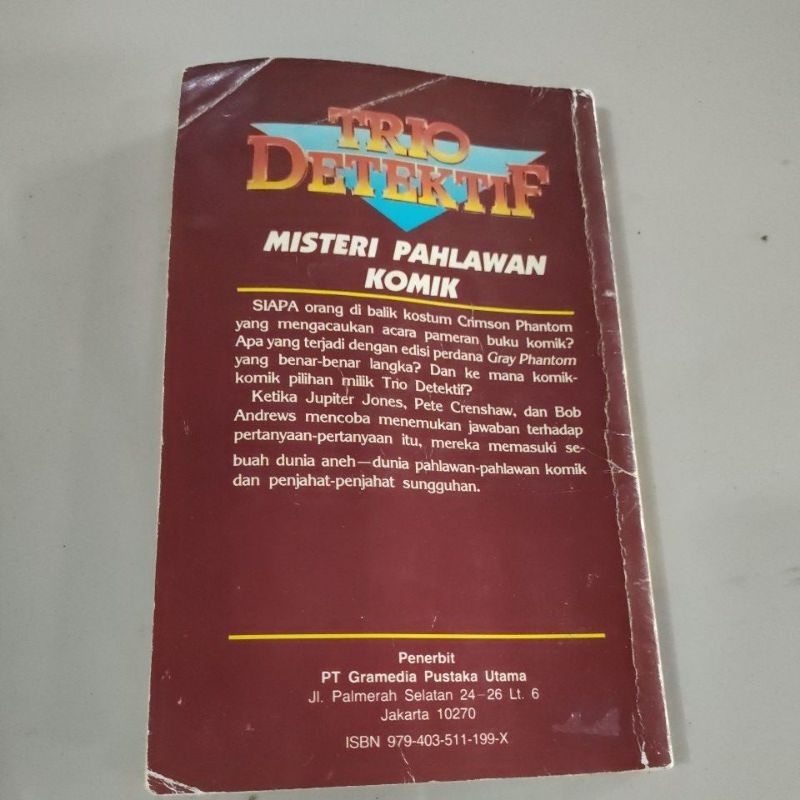 TRIO
DETEKTIF
MISTERI PAHLAWAN
KOMIK
SIAPA orang di balik kostum Crimson Phantom
yang mengacaukan acara pameran buku komik?
Apa yang terjadi dengan edisi perdana Gray Phantom
yang benar-benar langka? Dan ke mana komik-
komik pilihan milik Trio Detektif?
Ketika Jupiter Jones, Pete Crenshaw, dan Bob
Andrews mencoba menemukan jawaban terhadap
pertanyaan-pertanyaan itu, mereka memasuki se-
buah dunia aneh—dunia pahlawan-pahlawan komik
dan penjahat-penjahat sungguhan.
Penerbit
PT Gramedia Pustaka Utama
Jl. Palmerah Selatan 24–26 Lt. 6
Jakarta 10270
ISBN 979-403-511-199-X